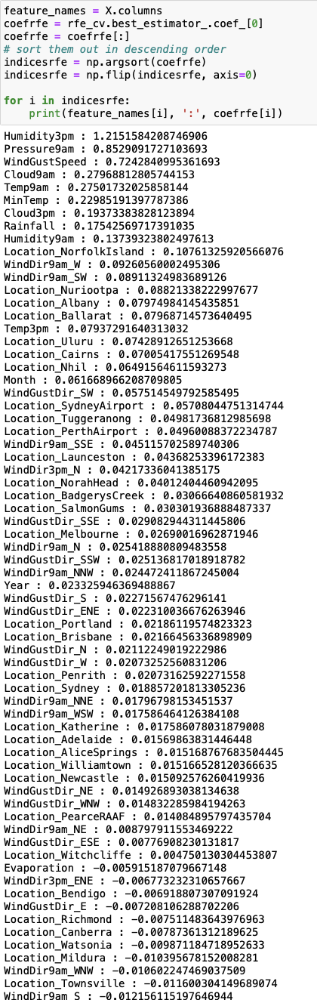 feature_names = X.columns
coefrfe = rfe_cv.best_estimator_.coef_[0]
coefrfe = coefrfe[:]
# sort them out in descending order
indicesrfe = np.argsort(coefrfe)
indicesrfe = np.flip(indicesrfe, axis=0)
for i in indicesrfe:
    print(feature_names[i], ':', coefrfe[i])
Humidity3pm : 1.2151584208746906
Pressure9am : 0.8529091727103693
WindGustSpeed : 0.7242840995361693
Cloud9am : 0.27968812805744153
Temp9am : 0.27501732025858144
MinTemp : 0.22985191397787386
Cloud3pm : 0.19373383828123894
Rainfall : 0.17542569717391035
Humidity9am : 0.13739323802497613
Location_NorfolkIsland : 0.10761325920566076
WindDir9am_W : 0.09260560002495306
WindDir9am_SW : 0.08911324983689126
Location_Nuriootpa : 0.08821338222997677
Location_Albany : 0.07974984145435851
Location_Ballarat : 0.07968714573640495
Temp3pm : 0.07937291640313032
Location_Uluru : 0.07428912651253668
Location_Cairns : 0.07005417551269548
Location_Nhil : 0.06491564611593273
Month : 0.061668966208709805
WindGustDir_SW : 0.057514549792585495
Location_SydneyAirport : 0.05708044751314744
Location_Tuggeranong : 0.04981736812985698
Location_PerthAirport : 0.04960088372234787
WindDir9am_SSE : 0.045115702589740306
Location_Launceston : 0.04368253396172383
WindDir3pm_N : 0.04217336041385175
Location_NorahHead : 0.04012404460942095
Location_BadgerysCreek : 0.03066640860581932
Location_SalmonGums : 0.030301936888487337
WindGustDir_SSE : 0.029082944311445806
Location_Melbourne : 0.02690016962871946
WindDir9am_N : 0.025418880809483558
WindGustDir_SSW : 0.025136817018918782
WindDir9am_NNW : 0.024472411867245004
Year : 0.023325946369488867
WindGustDir_S : 0.02271567476296141
WindGustDir_ENE : 0.022310036676263946
Location_Portland : 0.02186119574823323
Location_Brisbane : 0.02166456336898909
WindGustDir_N : 0.02112249019222986
WindGustDir_W : 0.02073252560831206
Location_Penrith : 0.02073162592271558
Location_Sydney : 0.018857201813305236
WindDir9am_NNE : 0.01796798153451537
WindDir9am_WSW : 0.017586464126384108
Location_Katherine : 0.017586078031879008
Location_Adelaide : 0.01569863831446448
Location_AliceSprings : 0.015168767683504445
Location_Williamtown : 0.015166528120366635
Location_Newcastle : 0.015092576260419936
WindGustDir_NE : 0.014926893038134638
WindGustDir_WNW : 0.014832285984194263
Location_PearceRAAF : 0.014084895797435704
WindDir9am_NE : 0.008797911553469222
WindGustDir_ESE : 0.00776908230131817
Location_Witchcliffe : 0.004750130304453807
Evaporation : -0.005915187079667148
WindDir3pm_ENE : -0.006773232310657667
Location_Bendigo : -0.006918807307091924
WindGustDir_E : -0.007208106288702206
Location_Richmond : -0.007511483643976963
Location_Canberra : -0.00787361312189625
Location_Watsonia : -0.009871184718952633
Location_Mildura : -0.010395678152008281
WindDir9am_WNW : -0.010602247469037509
Location_Townsville : -0.011600304149689074
WindDir9am_S : -0.012156115197646944